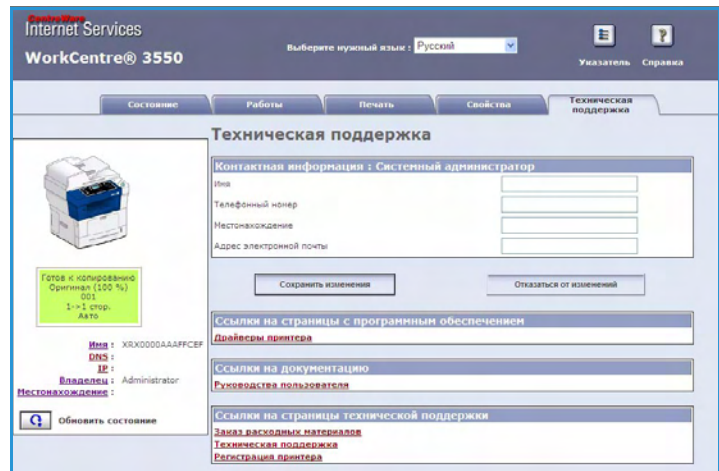 CentreWare
Internet Services
WorkCentre® 3550
Выберите нужный язык : Русский
Указатель Справка
Состояние Работы Печать Свойства Техническая поддержка
Техническая поддержка
Контактная информация : Системный администратор
Имя
Телефонный номер
Местонахождение
Адрес электронной почты
Сохранить изменения Отказаться от изменений
Готов к копированию
Оригинал (100 %)
001
1->1 стор.
Авто
Имя : XRX0000AAAFFCEF
DNS :
IP :
Владелец : Administrator
Местонахождение :
Обновить состояние
Ссылки на страницы с программным обеспечением
Драйверы принтера
Ссылки на документацию
Руководства пользователя
Ссылки на страницы технической поддержки
Заказ расходных материалов
Техническая поддержка
Регистрация принтера